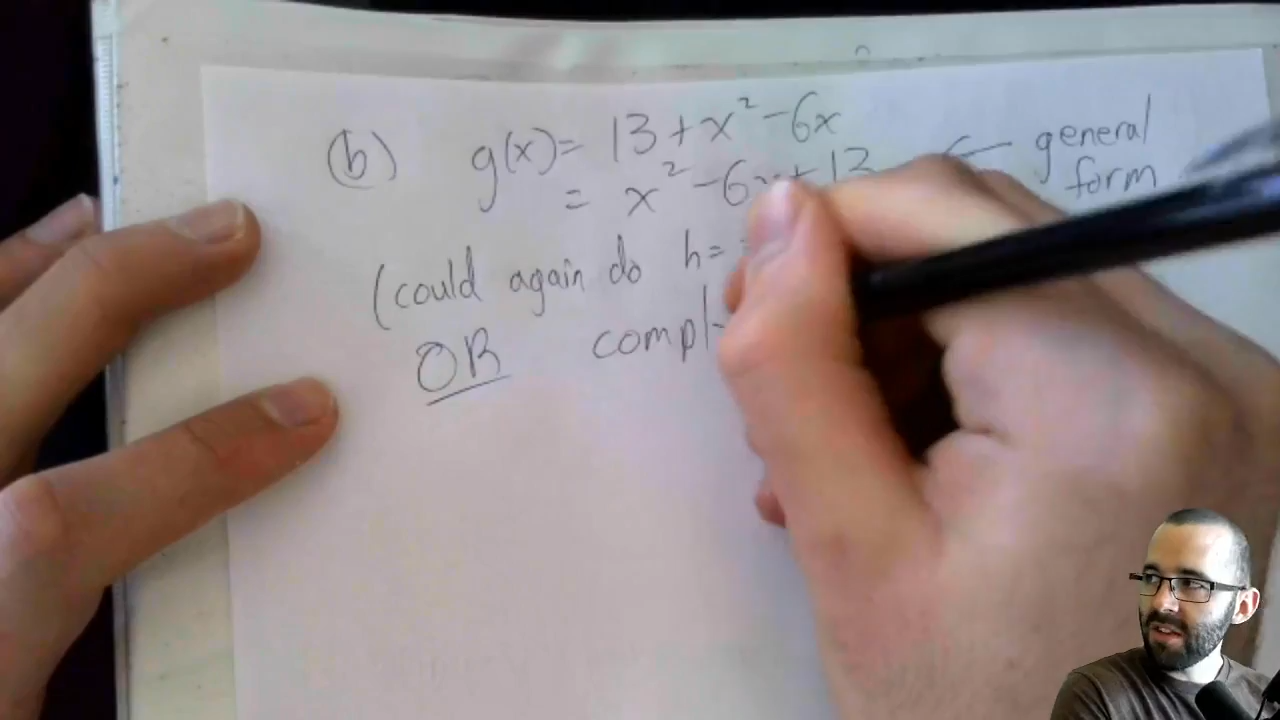 (b) g(x)= 13+x²-6x
= x²-6x+13 ← general form
(could again do h=
OR compl